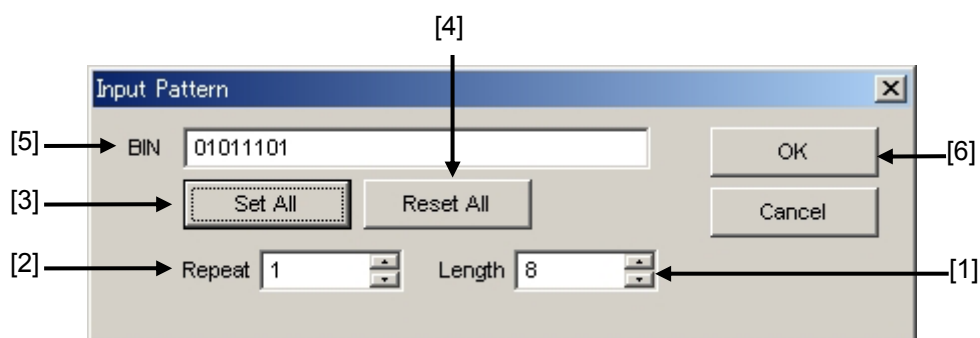 [4]
Input Pattern
[5] BIN 01011101 OK [6]
[3] Set All Reset All Cancel
[2] Repeat 1 Length 8 [1]